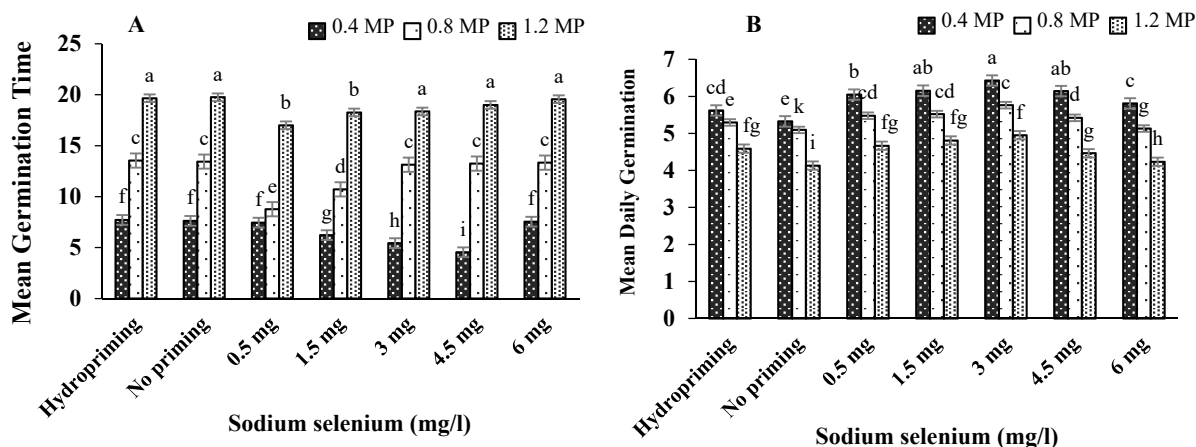 A
0.4 MP 0.8 MP 1.2 MP
Mean Germination Time
25
20
15
10
5
0
f c a
f c a
f e b
g d b
h c a
i c a
f c a
Hydropriming
No priming
0.5 mg
1.5 mg
3 mg
4.5 mg
6 mg
Sodium selenium (mg/l)
B
0.4 MP 0.8 MP 1.2 MP
Mean Daily Germination
7
6
5
4
3
2
1
0
cd e fg
e k i
b cd fg
ab cd fg
a c f
ab d g
c g h
Hydropriming
No priming
0.5 mg
1.5 mg
3 mg
4.5 mg
6 mg
Sodium selenium (mg/l)